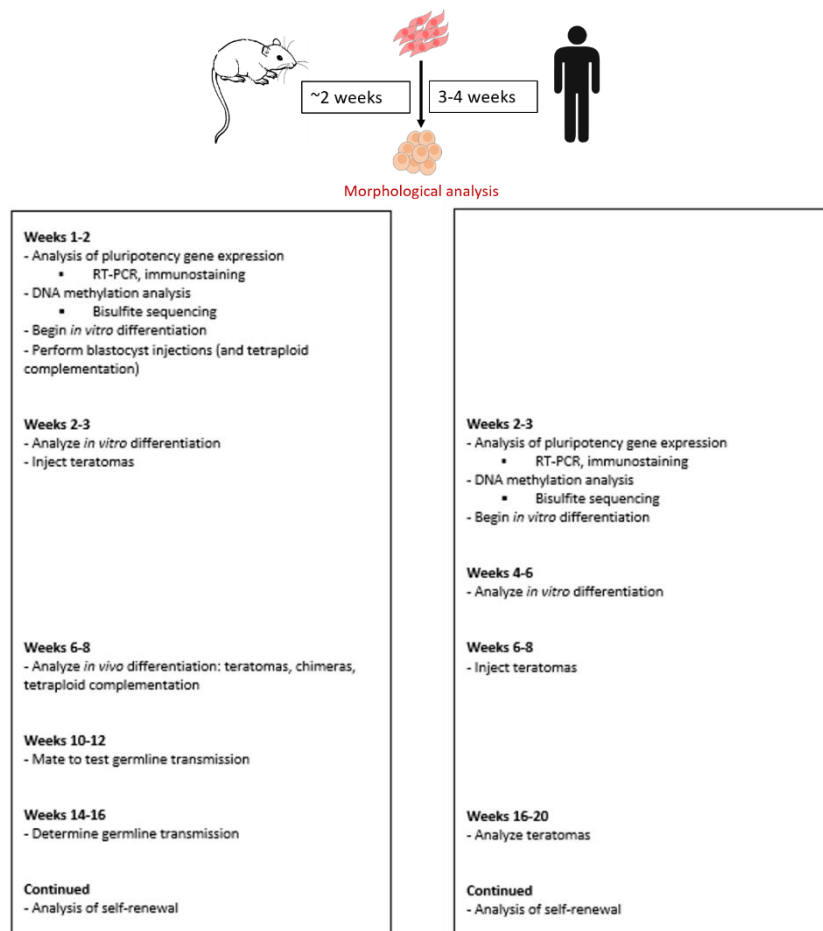 ~2 weeks
3-4 weeks
Morphological analysis
Weeks 1-2
- Analysis of pluripotency gene expression
▪ RT-PCR, immunostaining
- DNA methylation analysis
▪ Bisulfite sequencing
- Begin in vitro differentiation
- Perform blastocyst injections (and tetraploid
complementation)
Weeks 2-3
- Analyze in vitro differentiation
- Inject teratomas
Weeks 6-8
- Analyze in vivo differentiation: teratomas, chimeras,
tetraploid complementation
Weeks 10-12
- Mate to test germline transmission
Weeks 14-16
- Determine germline transmission
Continued
- Analysis of self-renewal
Weeks 2-3
- Analysis of pluripotency gene expression
▪ RT-PCR, immunostaining
- DNA methylation analysis
▪ Bisulfite sequencing
- Begin in vitro differentiation
Weeks 4-6
- Analyze in vitro differentiation
Weeks 6-8
- Inject teratomas
Weeks 16-20
- Analyze teratomas
Continued
- Analysis of self-renewal